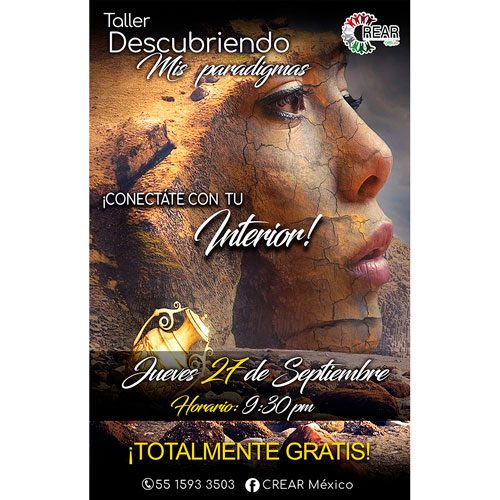 Taller
Descubriendo
Mis paradigmas
CREAR
¡CONECTÁTE CON TU
Interior!
Jueves 27 de Septiembre
Horario: 9:30 pm
¡TOTALMENTE GRATIS!
55 1593 3503 CREAR México